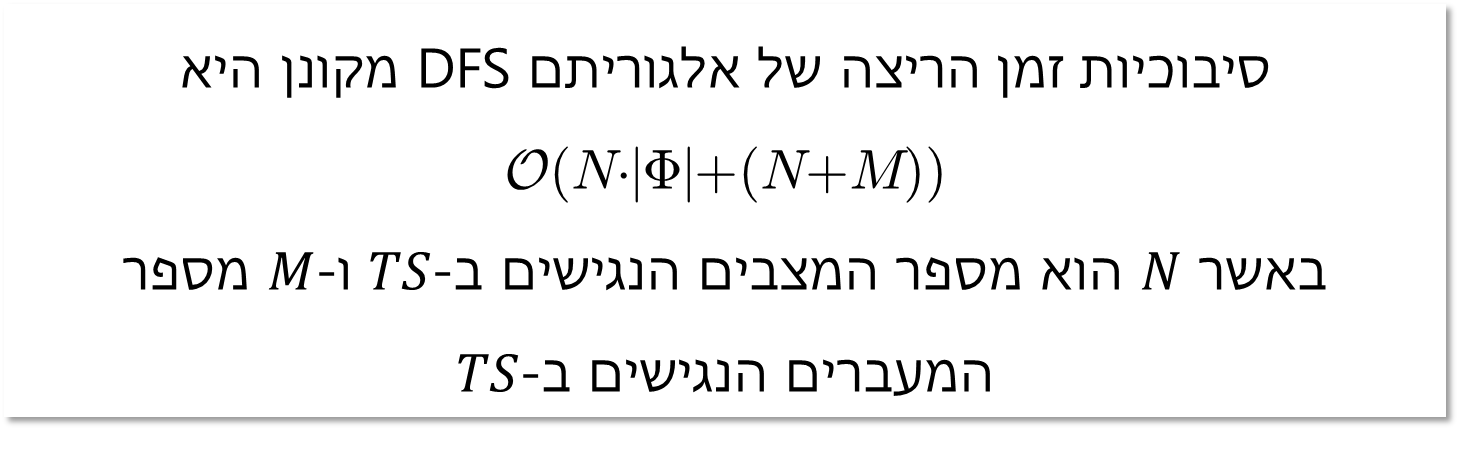 סיבוכיות זמן הריצה של אלגוריתם DFS מקונן היא
𝒪(N·|Φ|+(N+M))
באשר N הוא מספר המצבים הנגישים ב-TS ו-M מספר
המעברים הנגישים ב-TS